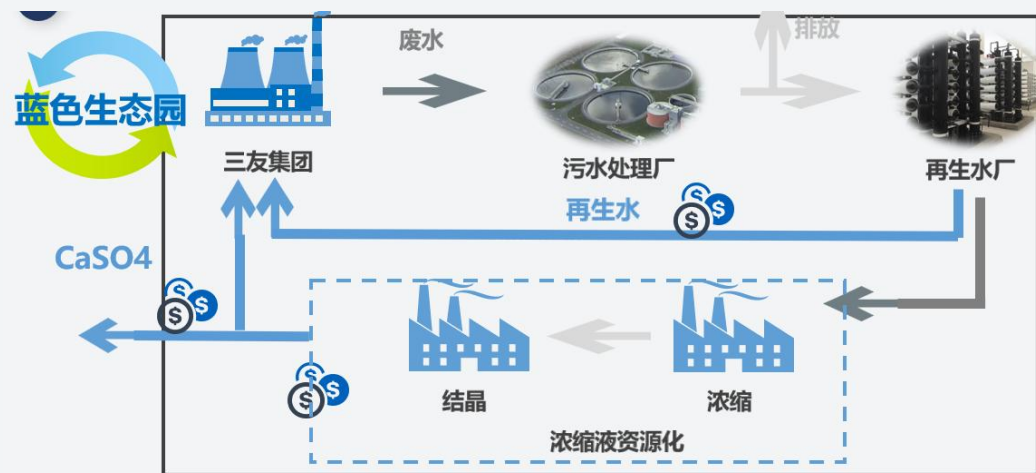 废水
排放
蓝色生态园
三友集团
污水处理厂
再生水厂
再生水
$
$
CaSO4
$
$
$
$
$
$
结晶
浓缩
浓缩液资源化